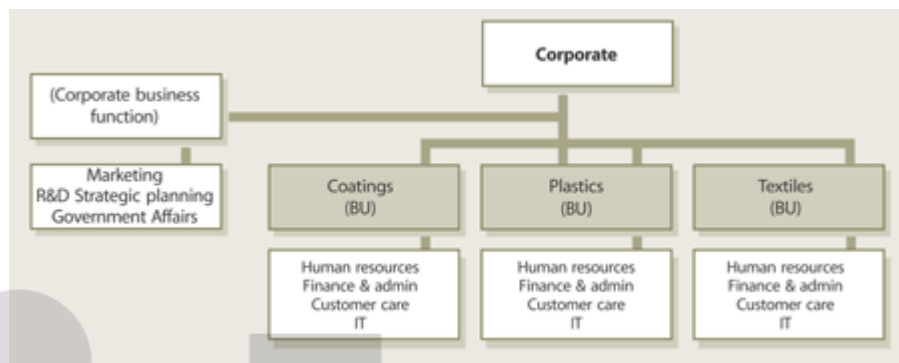 Corporate
(Corporate business
function)
Marketing
R&D Strategic planning
Government Affairs
Coatings
(BU)
Plastics
(BU)
Textiles
(BU)
Human resources
Finance & admin
Customer care
IT
Human resources
Finance & admin
Customer care
IT
Human resources
Finance & admin
Customer care
IT